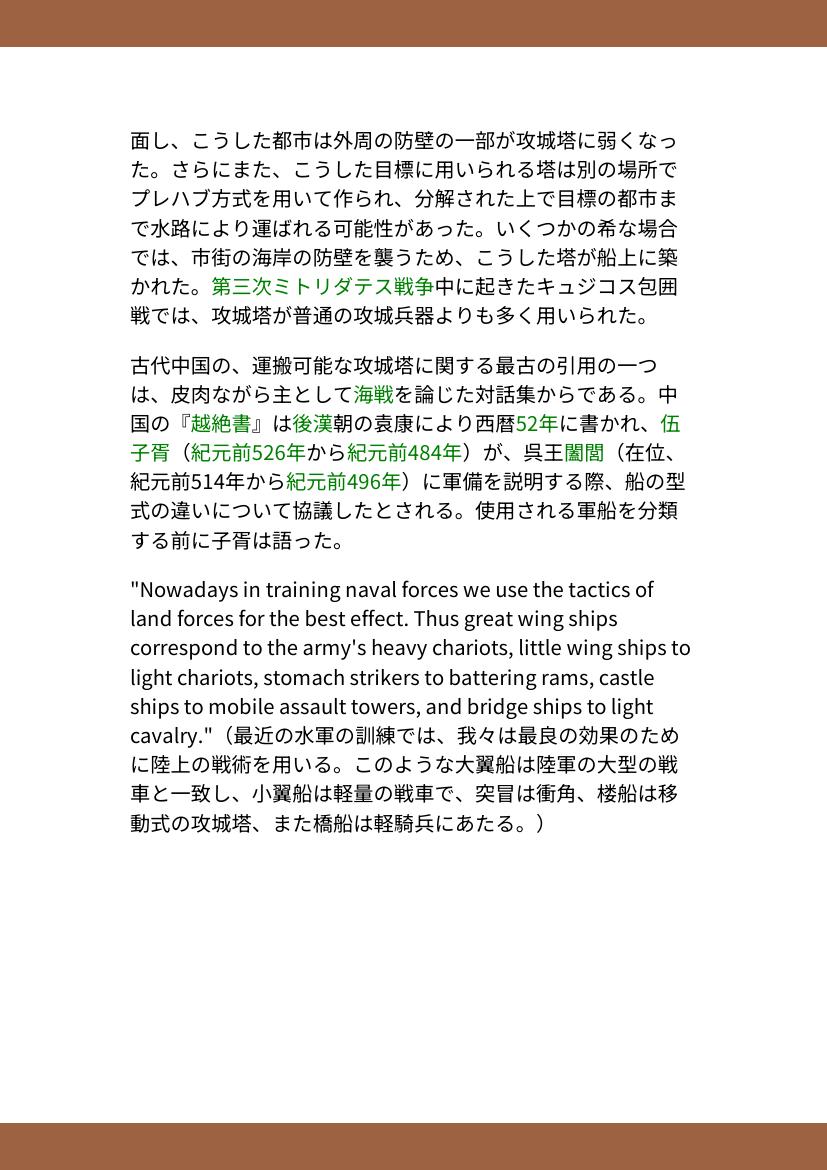 面し、こうした都市は外周の防壁の一部が攻城塔に弱くなっ
た。さらにまた、こうした目標に用いられる塔は別の場所で
プレハブ方式を用いて作られ、分解された上で目標の都市ま
で水路により運ばれる可能性があった。いくつかの希な場合
では、市街の海岸の防壁を襲うため、こうした塔が船上に築
かれた。第三次ミトリダテス戦争中に起きたキュジコス包囲
戦では、攻城塔が普通の攻城兵器よりも多く用いられた。
古代中国の、運搬可能な攻城塔に関する最古の引用の一つ
は、皮肉ながら主として海戦を論じた対話集からである。中
国の『越絶書』は後漢朝の袁康により西暦52年に書かれ、伍
子胥（紀元前526年から紀元前484年）が、呉王闔閭（在位、
紀元前514年から紀元前496年）に軍備を説明する際、船の型
式の違いについて協議したとされる。使用される軍船を分類
する前に子胥は語った。
"Nowadays in training naval forces we use the tactics of
land forces for the best effect. Thus great wing ships
correspond to the army's heavy chariots, little wing ships to
light chariots, stomach strikers to battering rams, castle
ships to mobile assault towers, and bridge ships to light
cavalry."（最近の水軍の訓練では、我々は最良の効果のため
に陸上の戦術を用いる。このような大翼船は陸軍の大型の戦
車と一致し、小翼船は軽量の戦車で、突冒は衝角、楼船は移
動式の攻城塔、また橋船は軽騎兵にあたる。）